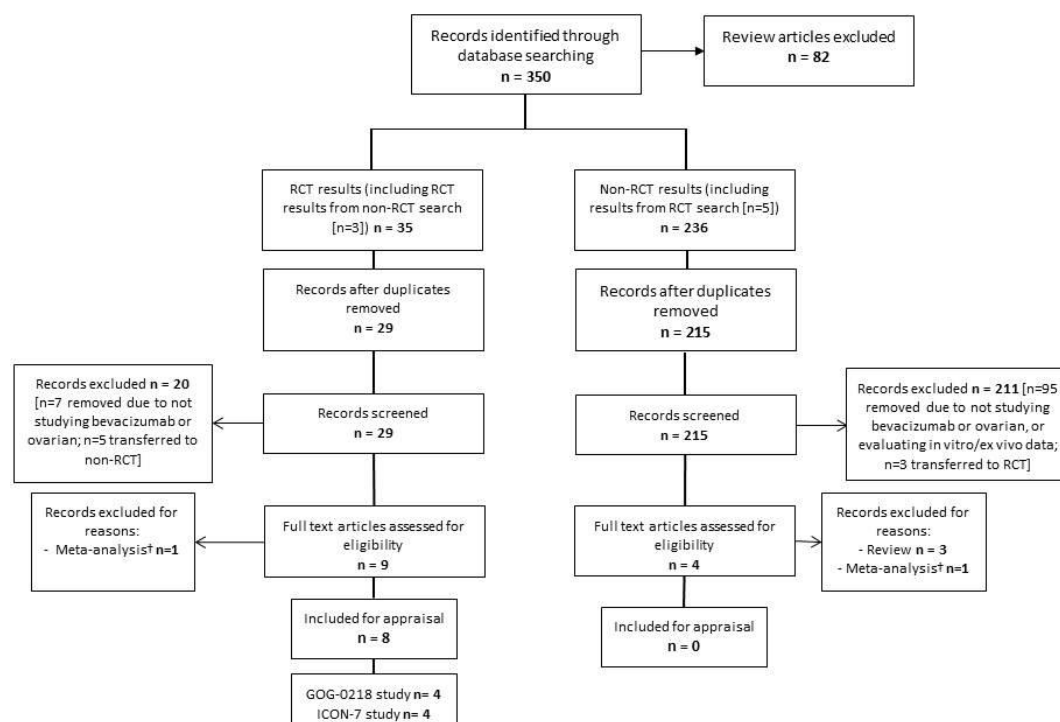 Records identified through
database searching
n = 350
Review articles excluded
n = 82
RCT results (including RCT
results from non-RCT search
[n=3]) n = 35
Non-RCT results (including
results from RCT search [n=5])
n = 236
Records after duplicates
removed
n = 29
Records after duplicates
removed
n = 215
Records excluded n = 20
[n=7 removed due to not
studying bevacizumab or
ovarian; n=5 transferred to
non-RCT]
Records screened
n = 29
Records screened
n = 215
Records excluded n = 211 [n=95
removed due to not studying
bevacizumab or ovarian, or
evaluating in vitro/ex vivo data;
n=3 transferred to RCT]
Records excluded for
reasons:
- Meta-analysis† n=1
Full text articles assessed for
eligibility
n = 9
Full text articles assessed for
eligibility
n = 4
Records excluded for
reasons:
- Review n = 3
- Meta-analysis† n=1
Included for appraisal
n = 8
Included for appraisal
n = 0
GOG-0218 study n= 4
ICON-7 study n= 4